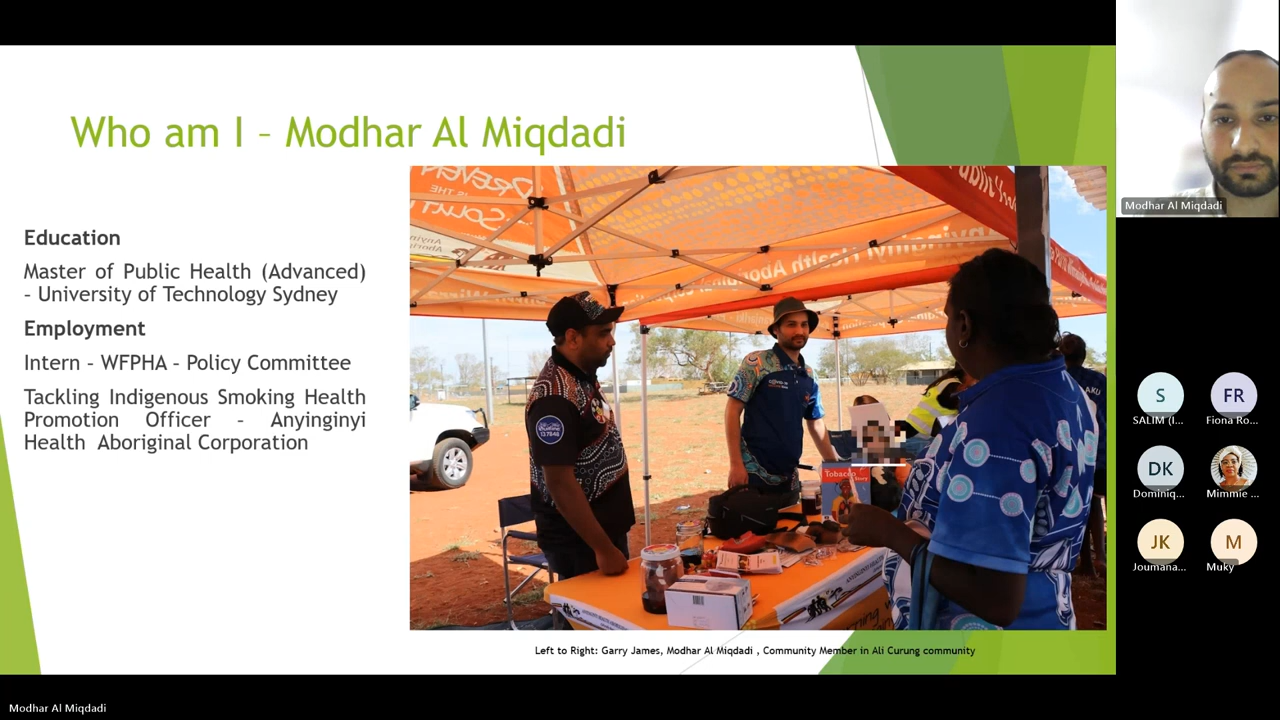 Who am I – Modhar Al Miqdadi
Education
Master of Public Health (Advanced)
– University of Technology Sydney
Employment
Intern – WFPHA – Policy Committee
Tackling Indigenous Smoking Health
Promotion Officer – Anyinginyi
Health Aboriginal Corporation
Tobacco
Story
Left to Right: Garry James, Modhar Al Miqdadi , Community Member in Ali Curung community
Modhar Al Miqdadi
S
FR
SALIM (I...
Fiona Ro...
DK
Dominiq...
Mimmie ...
JK
M
Joumana...
Muky
Modhar Al Miqdadi